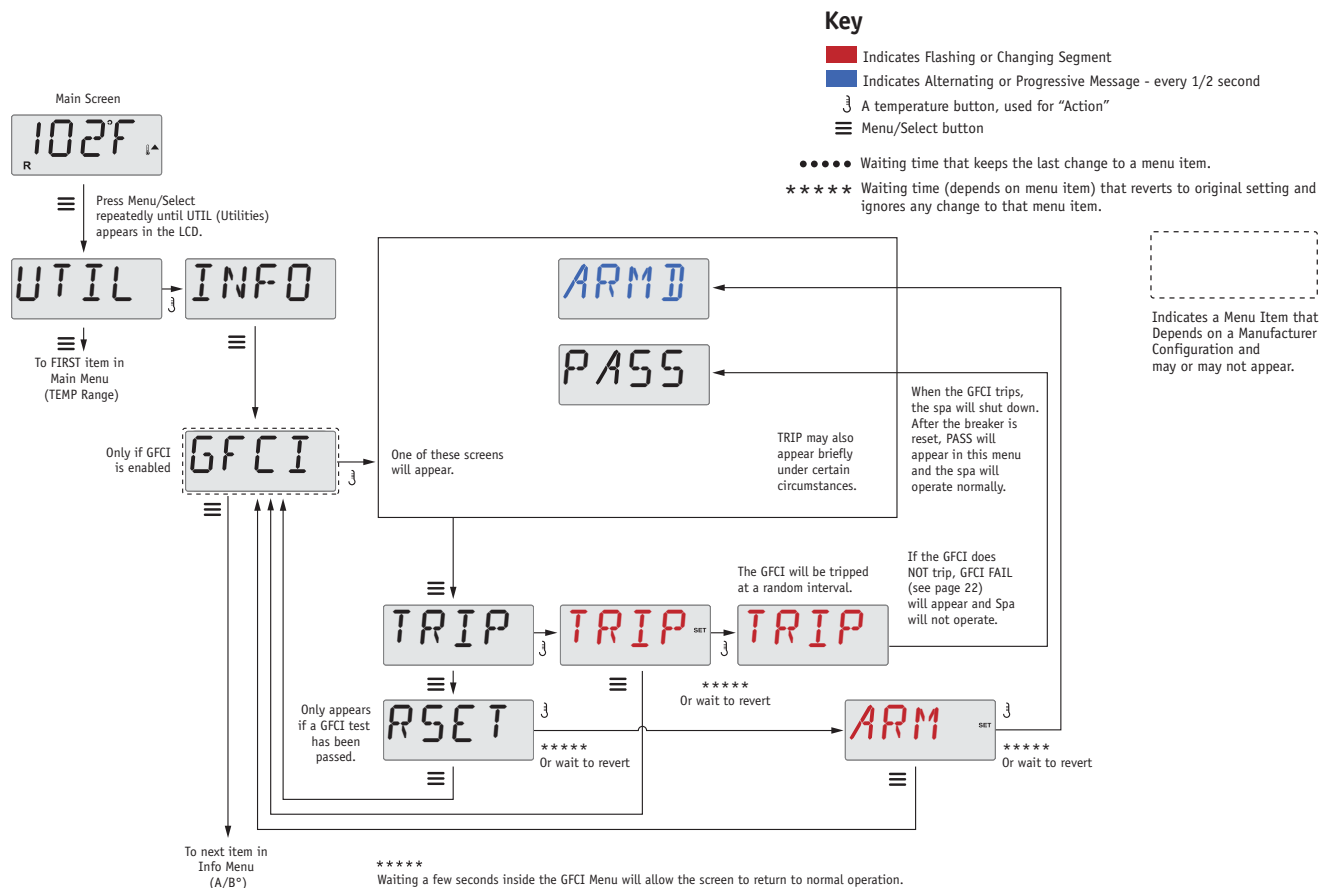 Key
Indicates Flashing or Changing Segment
Indicates Alternating or Progressive Message - every 1/2 second
A temperature button, used for “Action”
Menu/Select button
••••• Waiting time that keeps the last change to a menu item.
***** Waiting time (depends on menu item) that reverts to original setting and
ignores any change to that menu item.
Indicates a Menu Item that
Depends on a Manufacturer
Configuration and
may or may not appear.
Main Screen
102°F
R
Press Menu/Select
repeatedly until UTIL (Utilities)
appears in the LCD.
UTIL
INFO
To FIRST item in
Main Menu
(TEMP Range)
Only if GFCI
is enabled
GFCI
One of these screens
will appear.
ARMD
PASS
TRIP may also
appear briefly
under certain
circumstances.
When the GFCI trips,
the spa will shut down.
After the breaker is
reset, PASS will
appear in this menu
and the spa will
operate normally.
The GFCI will be tripped
at a random interval.
If the GFCI does
NOT trip, GFCI FAIL
(see page 22)
will appear and Spa
will not operate.
TRIP
TRIP SET
TRIP
*****
Or wait to revert
Only appears
if a GFCI test
has been
passed.
RSET
*****
Or wait to revert
ARM SET
*****
Or wait to revert
To next item in
Info Menu
(A/B°)
*****
Waiting a few seconds inside the GFCI Menu will allow the screen to return to normal operation.